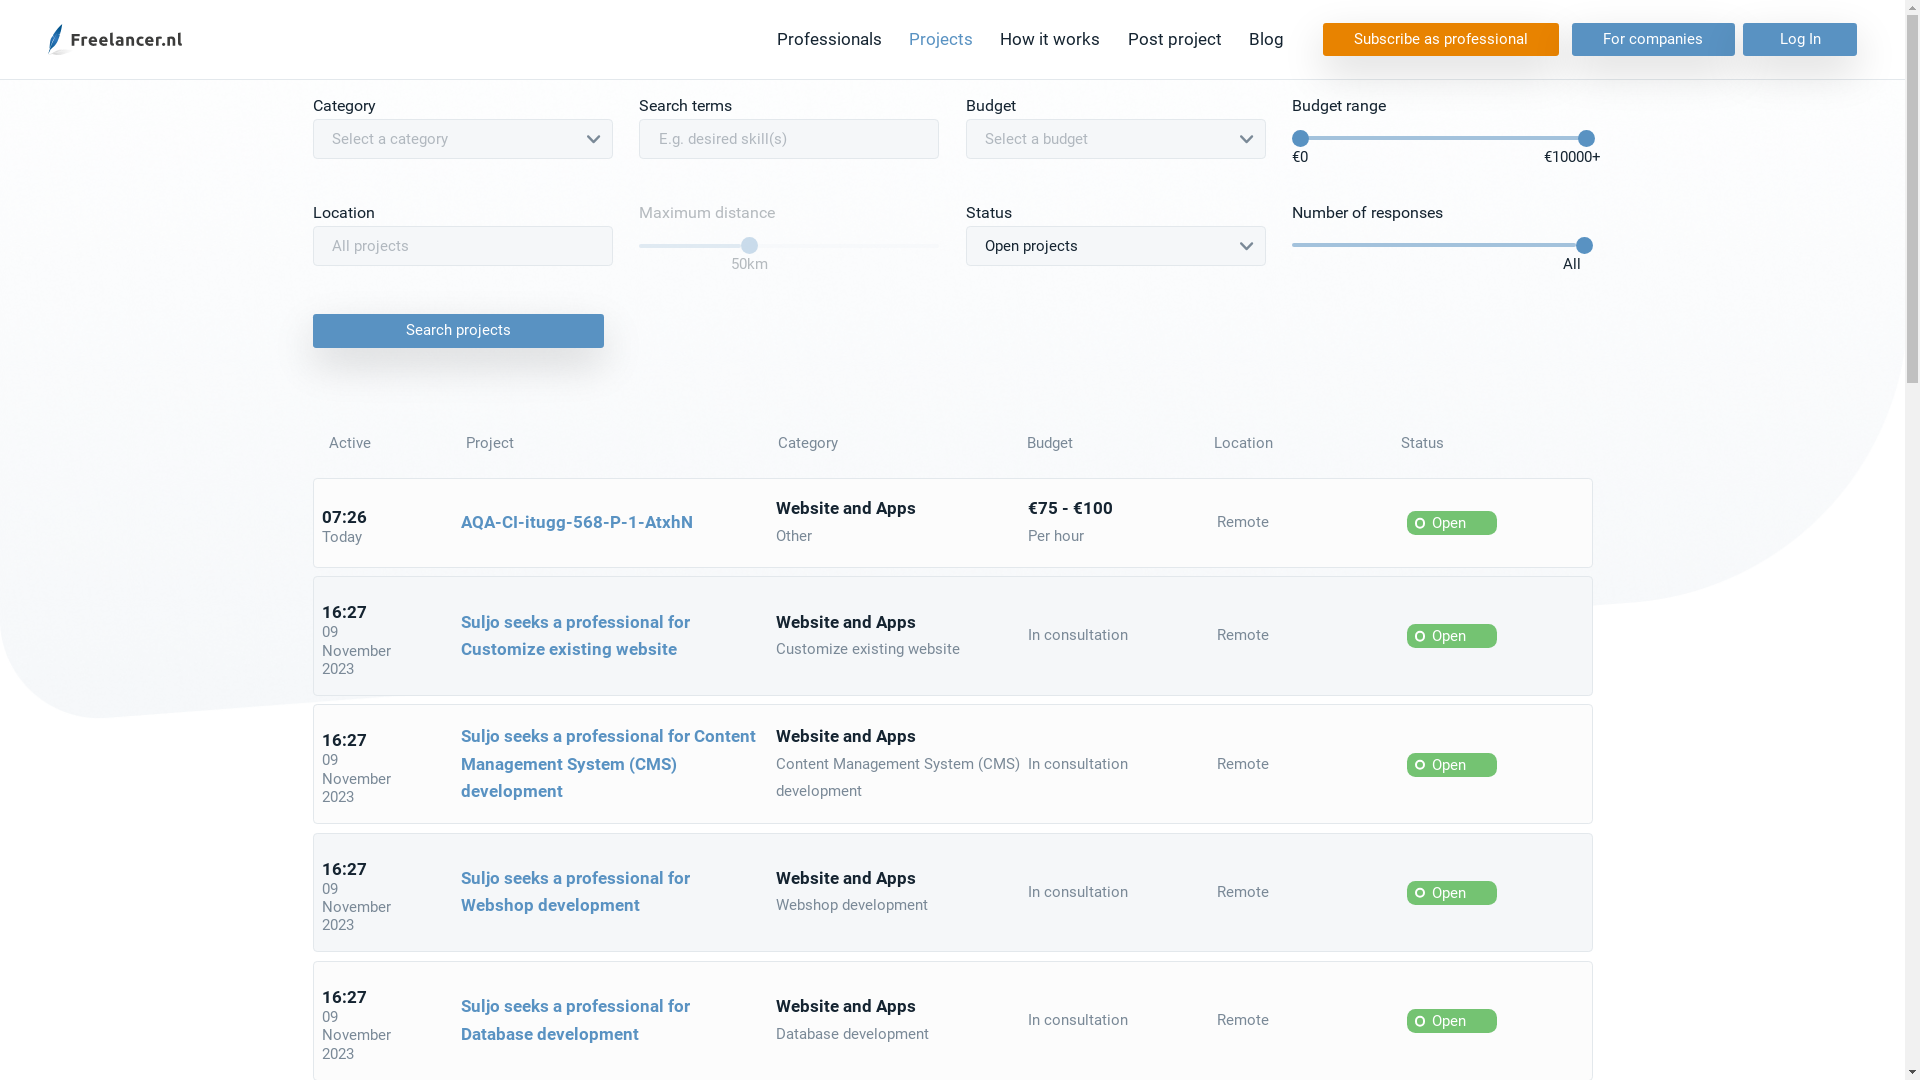 Freelancer.nl
Professionals Projects How it works Post project Blog Subscribe as professional For companies Log In
Category Search terms Budget Budget range
Select a category E.g. desired skill(s) Select a budget
€0 €10000+
Location Maximum distance Status Number of responses
All projects Open projects
50km All
Search projects
Active Project Category Budget Location Status
07:26
Today
AQA-CI-itugg-568-P-1-AtxhN
Website and Apps
Other
€75 - €100
Per hour
Remote
Open
16:27
09
November
2023
Suljo seeks a professional for
Customize existing website
Website and Apps
Customize existing website
In consultation
Remote
Open
16:27
09
November
2023
Suljo seeks a professional for Content
Management System (CMS)
development
Website and Apps
Content Management System (CMS)
development
In consultation
Remote
Open
16:27
09
November
2023
Suljo seeks a professional for
Webshop development
Website and Apps
Webshop development
In consultation
Remote
Open
16:27
09
November
2023
Suljo seeks a professional for
Database development
Website and Apps
Database development
In consultation
Remote
Open